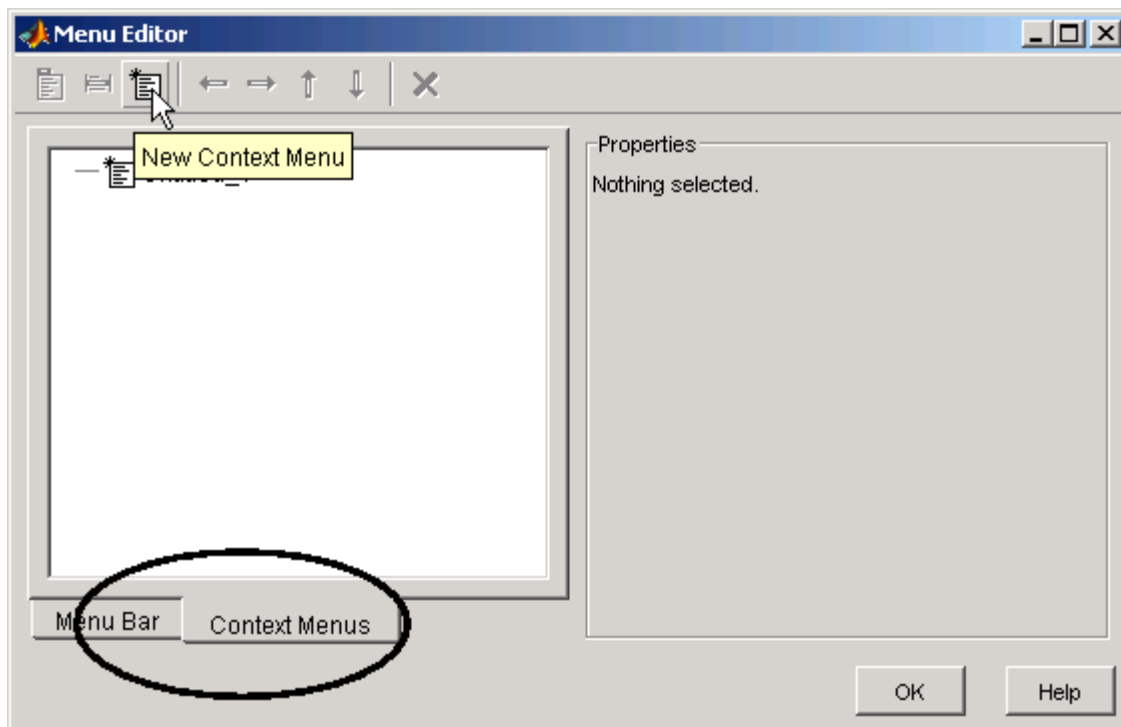 Menu Editor
New Context Menu
Properties
Nothing selected.
Menu Bar
Context Menus
OK
Help